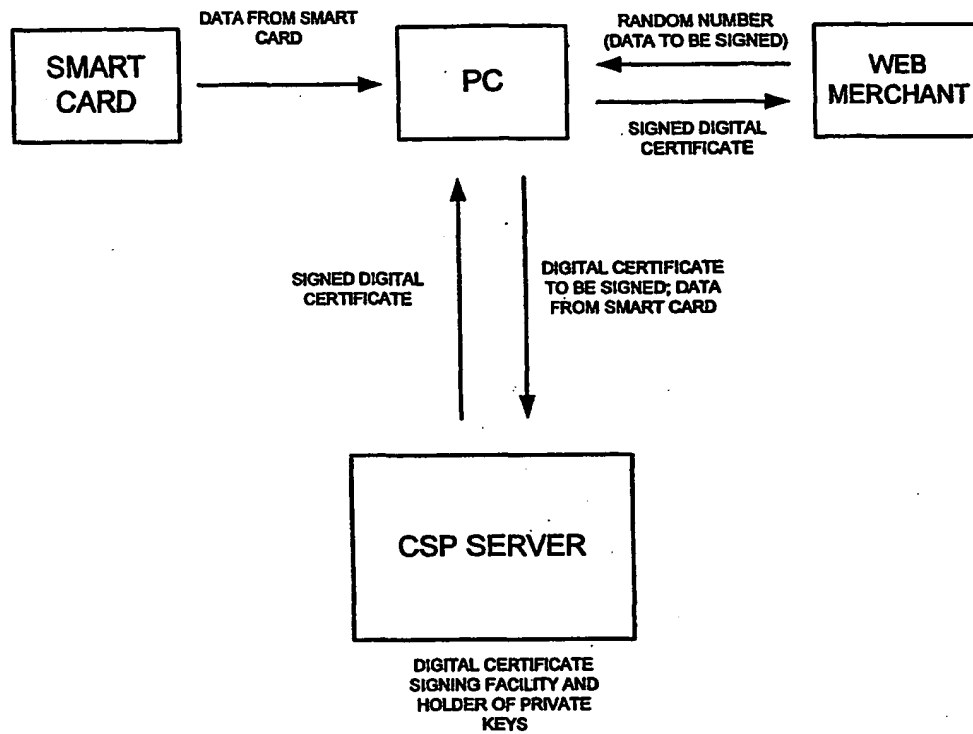 DATA FROM SMART
CARD
RANDOM NUMBER
(DATA TO BE SIGNED)
SMART
CARD
PC
WEB
MERCHANT
SIGNED DIGITAL
CERTIFICATE
SIGNED DIGITAL
CERTIFICATE
DIGITAL CERTIFICATE
TO BE SIGNED; DATA
FROM SMART CARD
CSP SERVER
DIGITAL CERTIFICATE
SIGNING FACILITY AND
HOLDER OF PRIVATE
KEYS